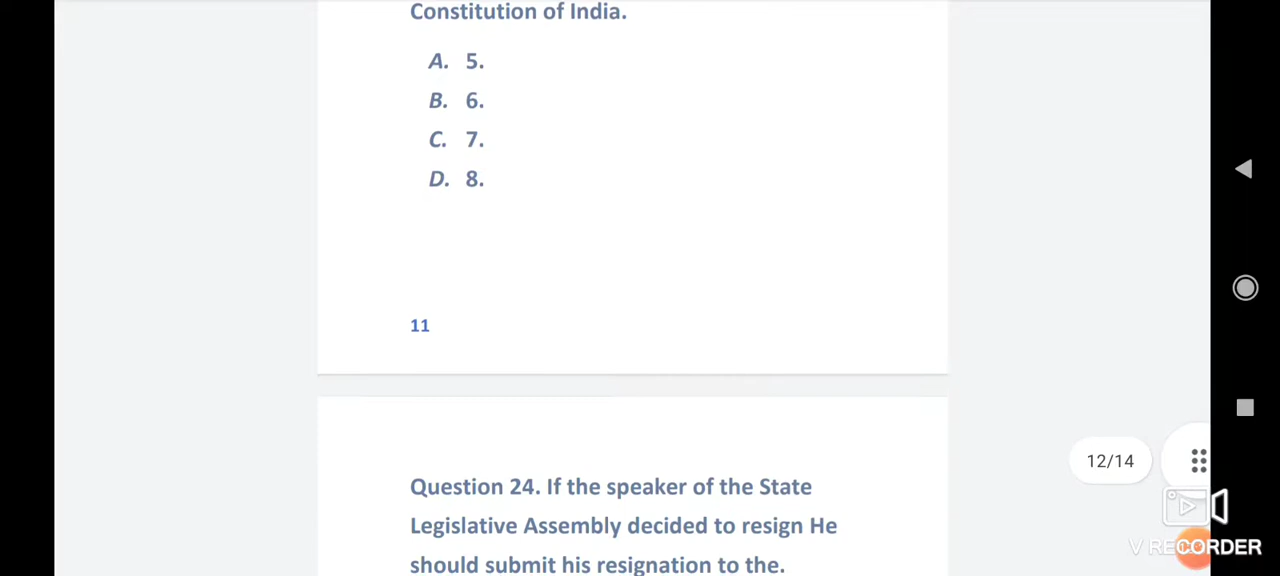 Constitution of India.
A. 5.
B. 6.
C. 7.
D. 8.
11
12/14
Question 24. If the speaker of the State
Legislative Assembly decided to resign He
should submit his resignation to the.
V RECORDER